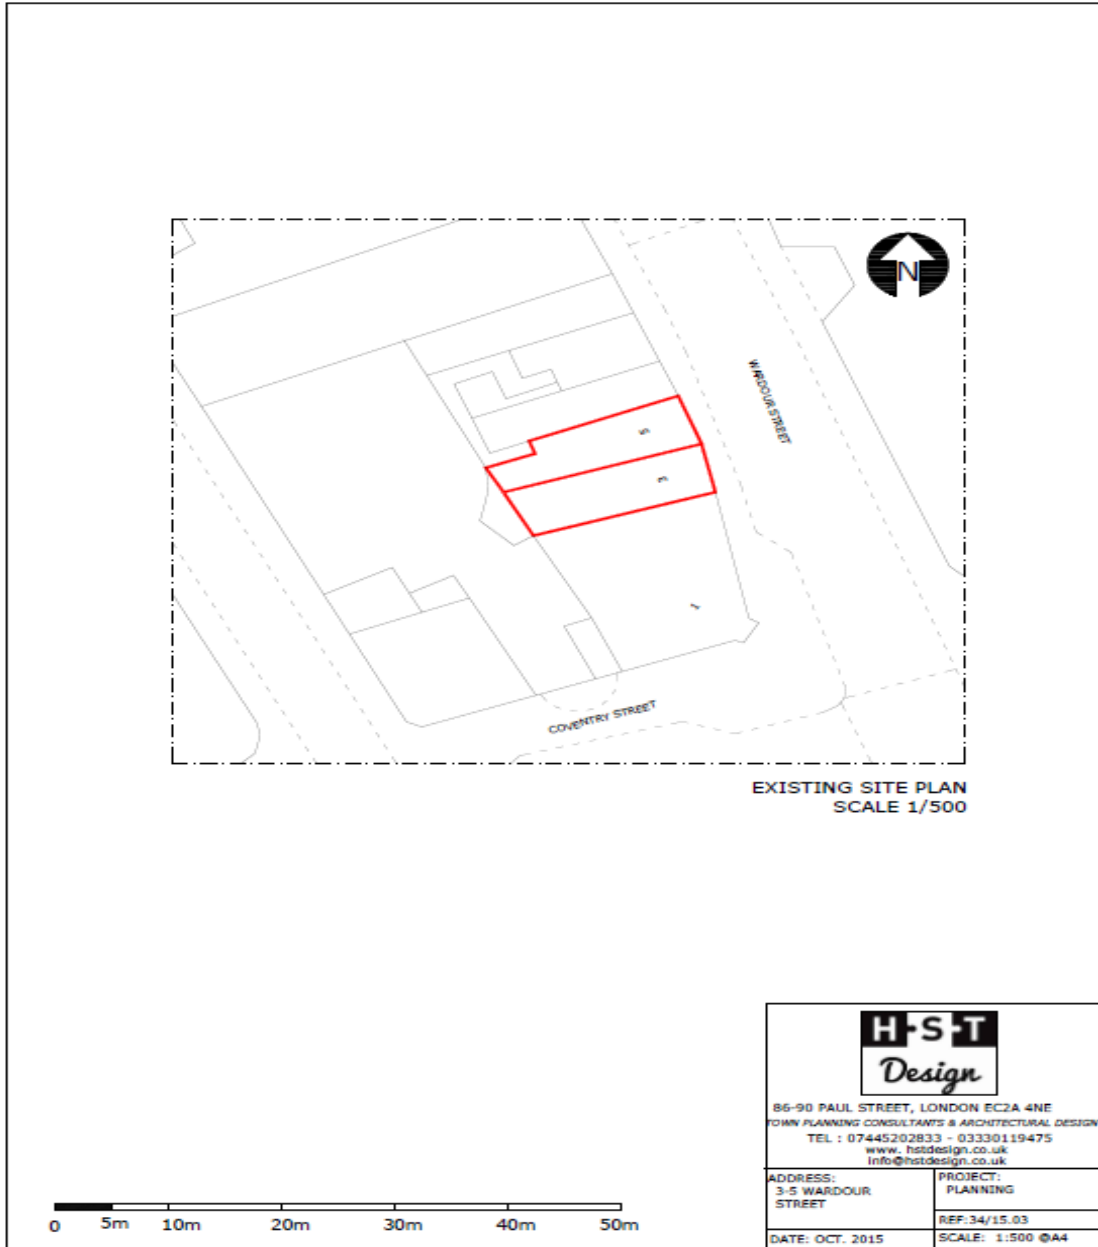 N
WARDOUR STREET
5
3
1
COVENTRY STREET
EXISTING SITE PLAN
SCALE 1/500
H·S·T
Design
86-90 PAUL STREET, LONDON EC2A 4NE
TOWN PLANNING CONSULTANTS & ARCHITECTURAL DESIGN
TEL : 07445202833 - 03330119475
www. hstdesign.co.uk
info@hstdesign.co.uk
ADDRESS:
3-5 WARDOUR
STREET
PROJECT:
PLANNING
REF:34/15.03
DATE: OCT. 2015
SCALE: 1:500 @A4
0 5m 10m 20m 30m 40m 50m